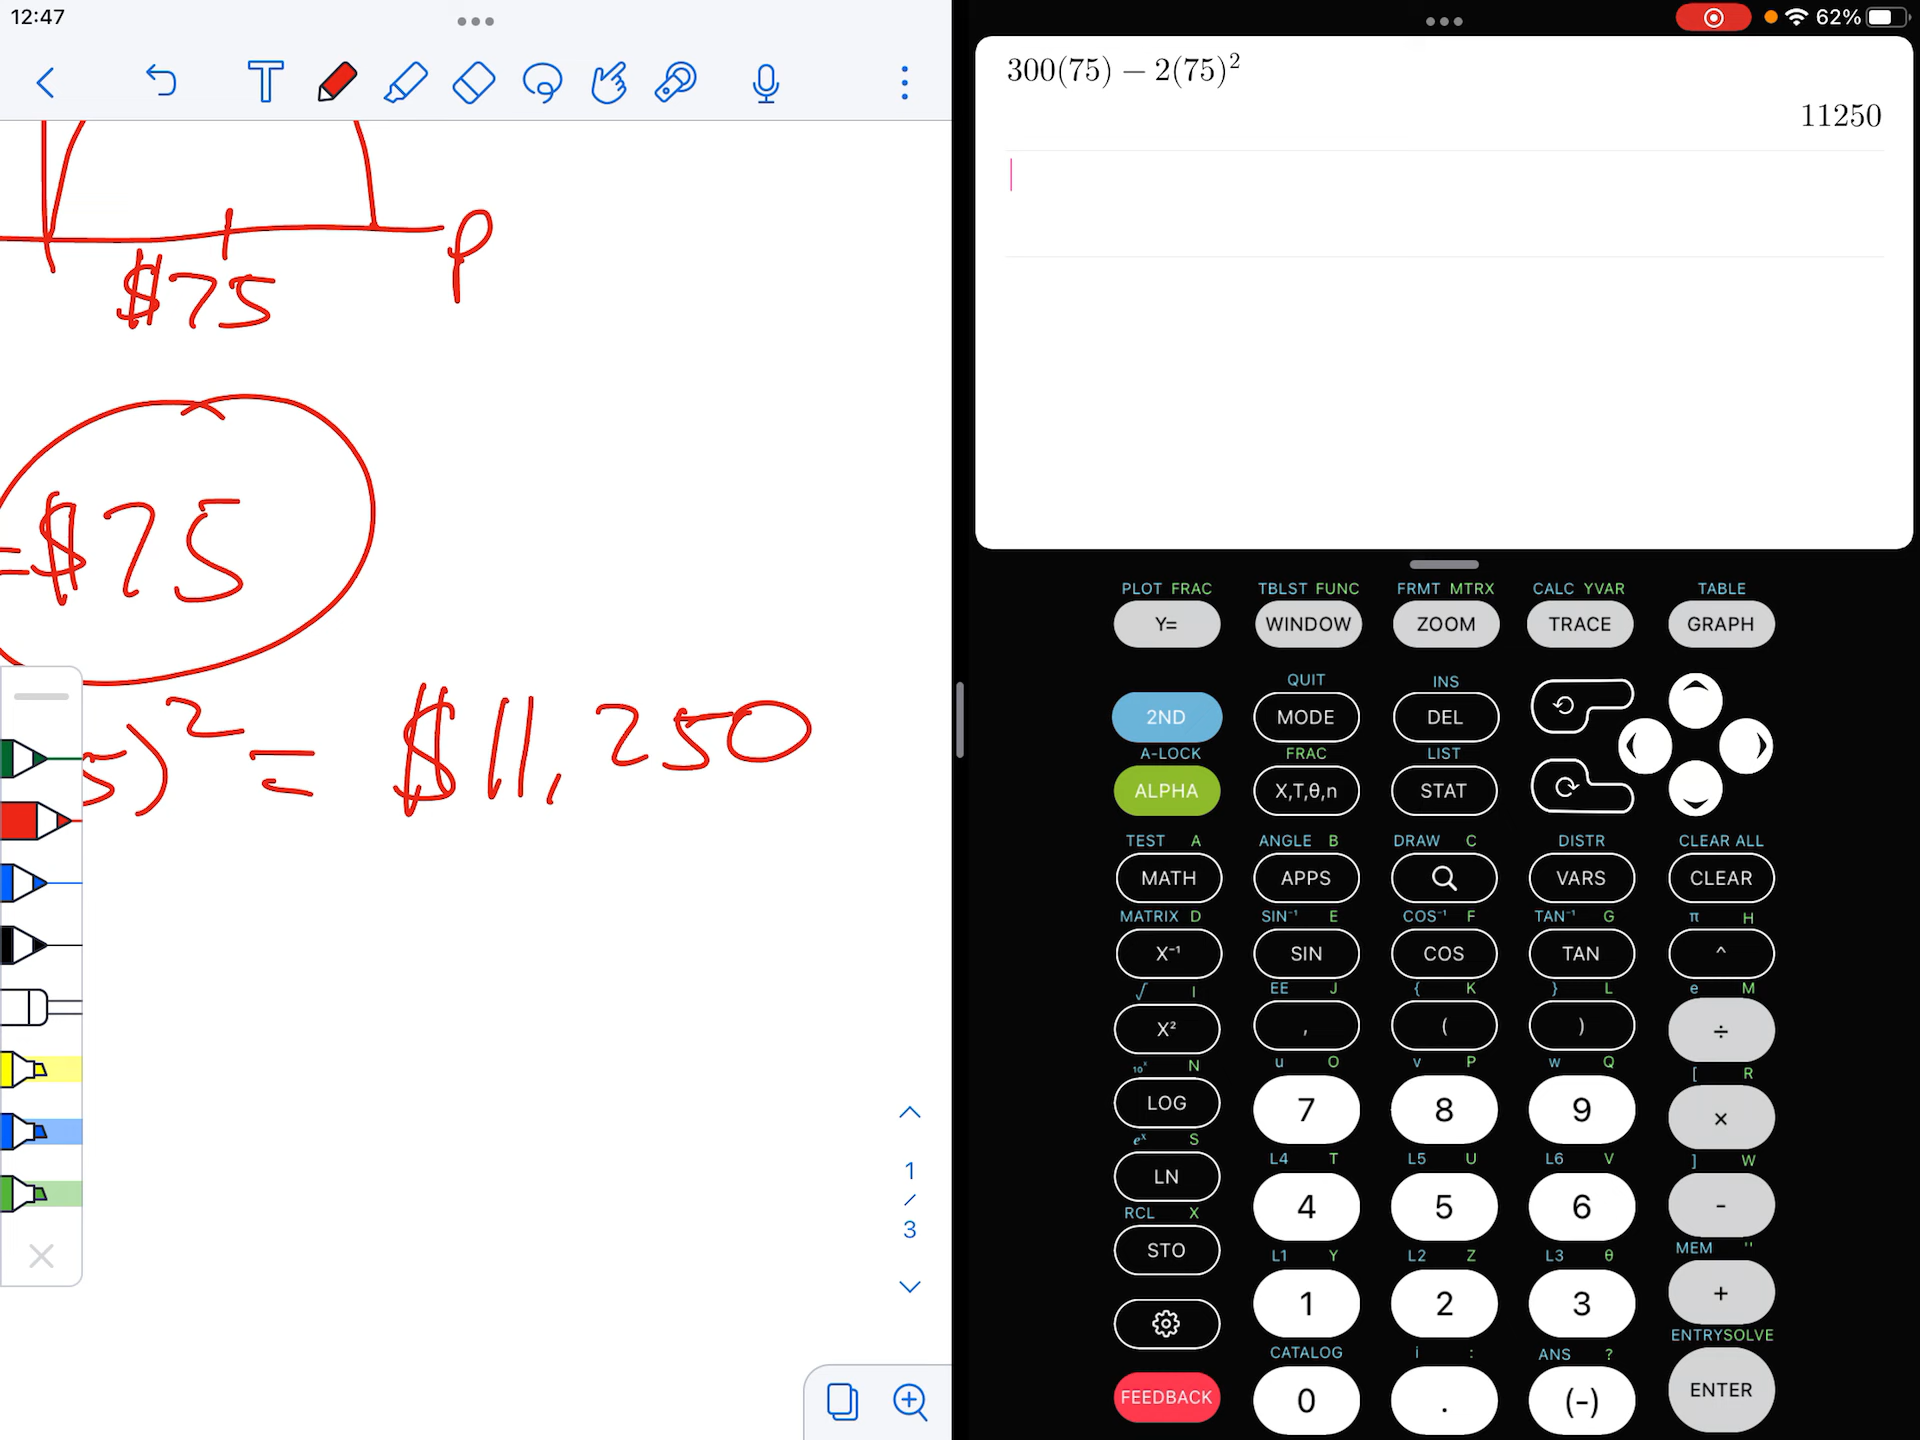 12:47
62%
p
$75
=$75
5)² = $11,250
1
/
3
300(75) – 2(75)²
11250
PLOT FRAC TBLST FUNC FRMT MTRX CALC YVAR TABLE
Y= WINDOW ZOOM TRACE GRAPH
QUIT INS
2ND MODE DEL
A-LOCK FRAC LIST
ALPHA X,T,θ,n STAT
TEST A ANGLE B DRAW C DISTR CLEAR ALL
MATH APPS VARS CLEAR
MATRIX D SIN⁻¹ E COS⁻¹ F TAN⁻¹ G π H
X⁻¹ SIN COS TAN ^
√ I EE J { K } L e M
X² , ( ) ÷
10ˣ N u O v P w Q [ R
LOG 7 8 9 ×
eˣ S L4 T L5 U L6 V ] W
LN 4 5 6 -
RCL X L1 Y L2 Z L3 θ MEM "
STO 1 2 3 +
CATALOG i : ANS ? ENTRY SOLVE
FEEDBACK 0 . (-) ENTER